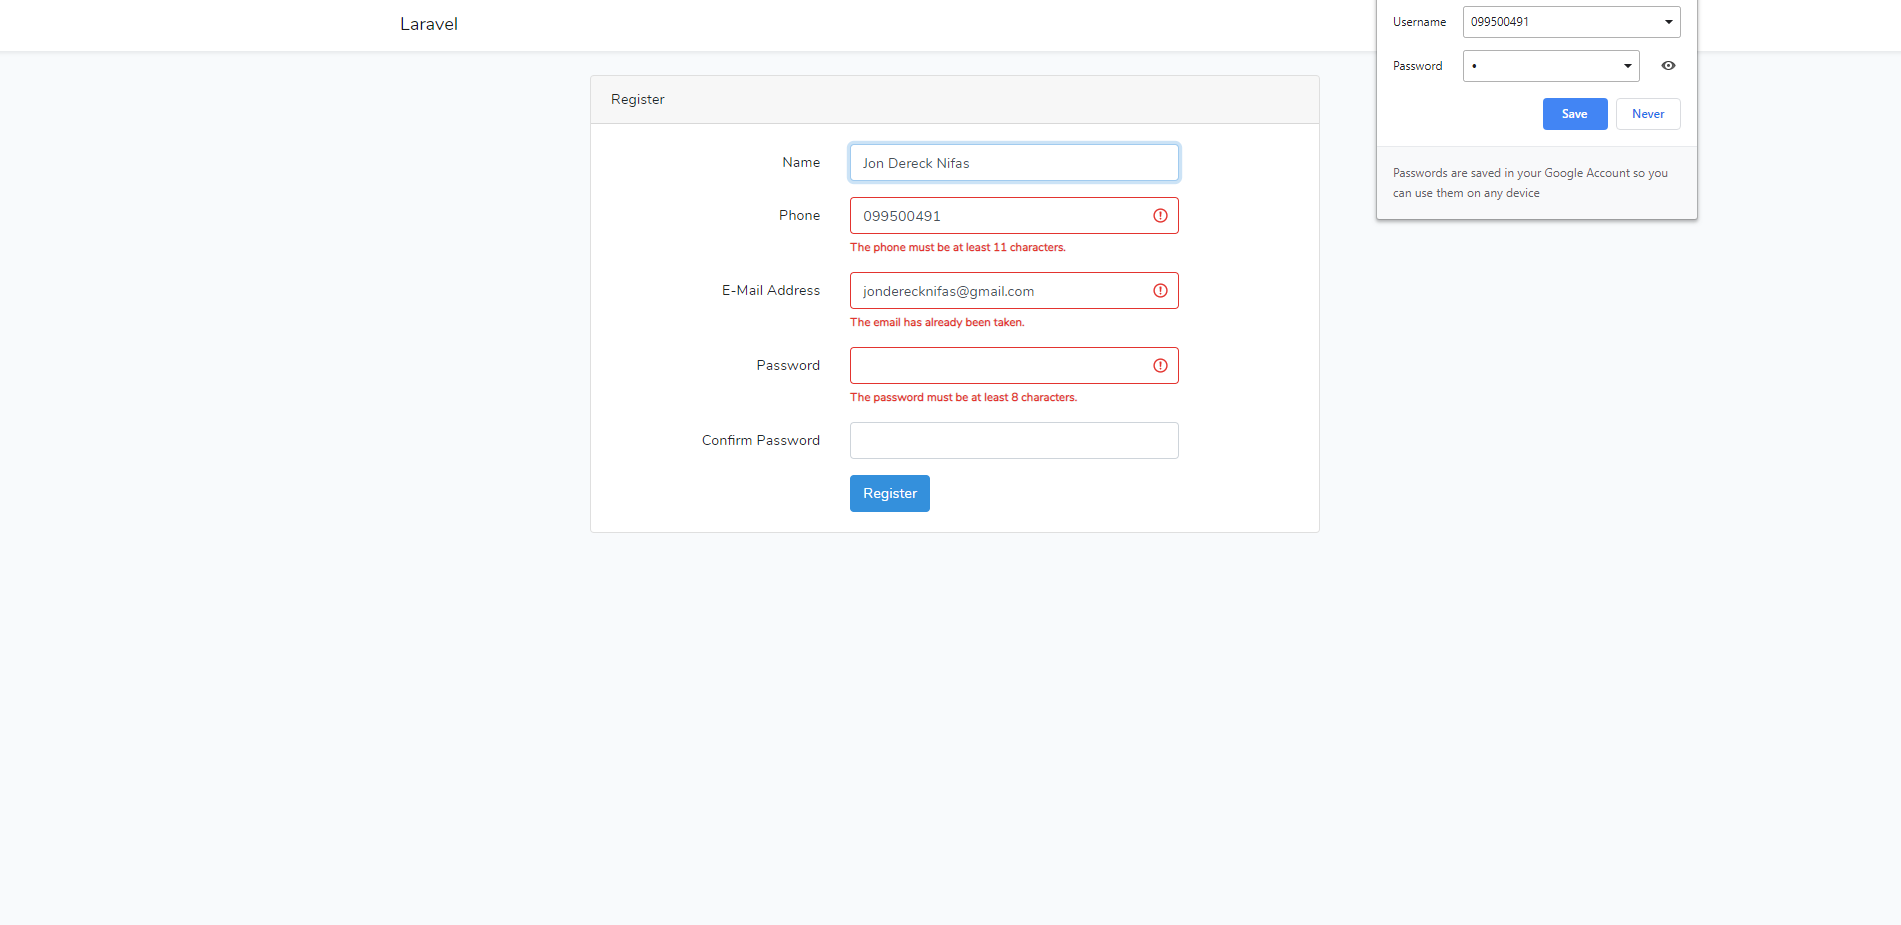 Laravel
Register
Name
Jon Dereck Nifas
Phone
099500491
The phone must be at least 11 characters.
E-Mail Address
jonderecknifas@gmail.com
The email has already been taken.
Password
The password must be at least 8 characters.
Confirm Password
Register
Username
099500491
Password
•
Save
Never
Passwords are saved in your Google Account so you
can use them on any device